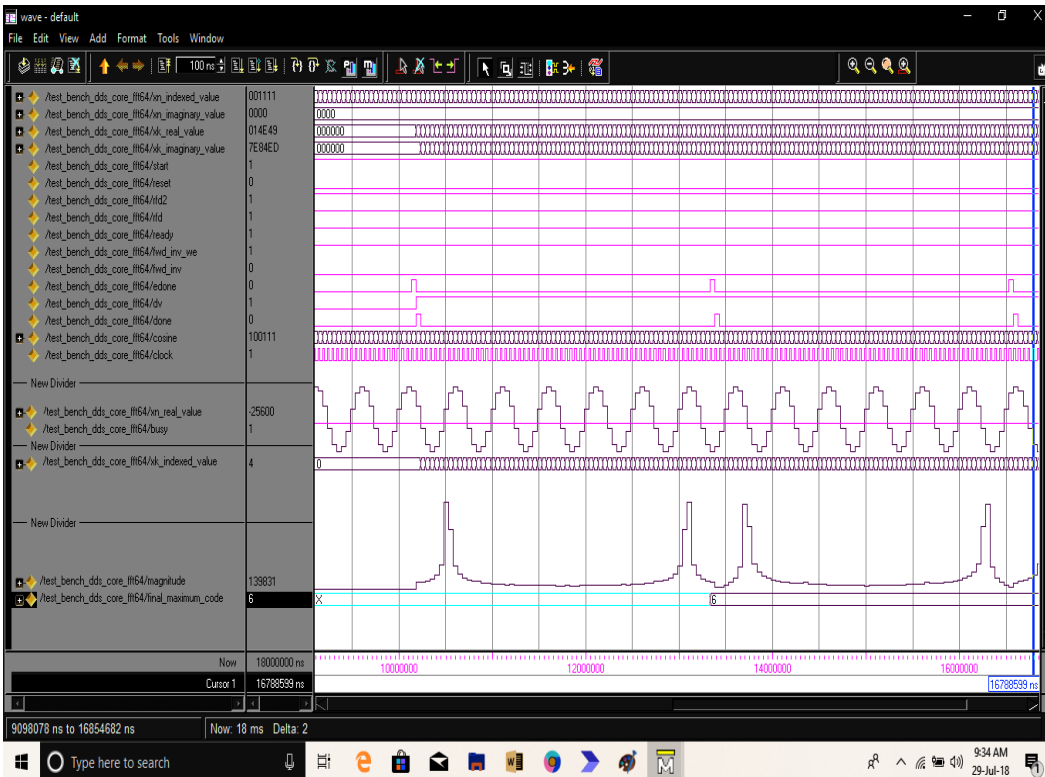 wave - default
File Edit View Add Format Tools Window
100 ns
/test_bench_dds_core_fft64/xn_indexed_value 001111
/test_bench_dds_core_fft64/xn_imaginary_value 0000 0000
/test_bench_dds_core_fft64/xk_real_value 014E49 000000
/test_bench_dds_core_fft64/xk_imaginary_value 7E84ED 000000
/test_bench_dds_core_fft64/start 1
/test_bench_dds_core_fft64/reset 0
/test_bench_dds_core_fft64/rfd2 1
/test_bench_dds_core_fft64/rfd 1
/test_bench_dds_core_fft64/ready 1
/test_bench_dds_core_fft64/fwd_inv_we 1
/test_bench_dds_core_fft64/fwd_inv 0
/test_bench_dds_core_fft64/edone 0
/test_bench_dds_core_fft64/dv 1
/test_bench_dds_core_fft64/done 0
/test_bench_dds_core_fft64/cosine 100111
/test_bench_dds_core_fft64/clock 1
New Divider
/test_bench_dds_core_fft64/xn_real_value -25600
/test_bench_dds_core_fft64/busy 1
New Divider
/test_bench_dds_core_fft64/xk_indexed_value 4 0
New Divider
/test_bench_dds_core_fft64/magnitude 139831
/test_bench_dds_core_fft64/final_maximum_code 6 X 6
Now 18000000 ns 10000000 12000000 14000000 16000000
Cursor 1 16788599 ns 16788599 ns
9098078 ns to 16854682 ns Now: 18 ms Delta: 2
Type here to search 9:34 AM
29-Jul-18